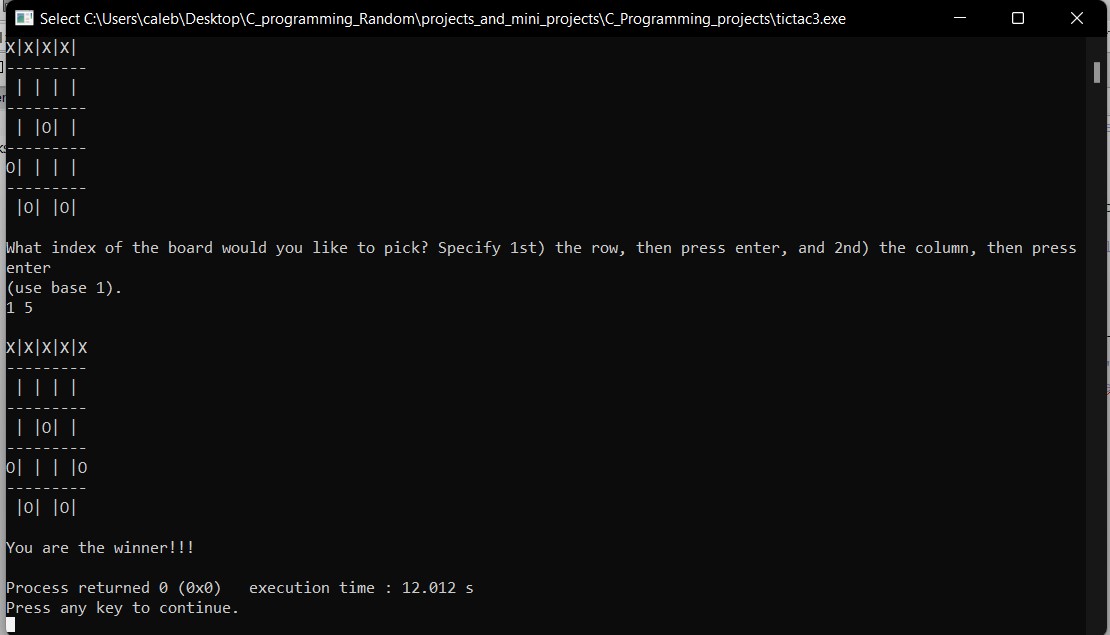 Select C:\Users\caleb\Desktop\C_programming_Random\projects_and_mini_projects\C_Programming_projects\tictac3.exe
X|X|X|X|
---------
 | | | |
---------
 | |O| |
---------
O| | | |
---------
 |O| |O|
What index of the board would you like to pick? Specify 1st) the row, then press enter, and 2nd) the column, then press
enter
(use base 1).
1 5
X|X|X|X|X
---------
 | | | |
---------
 | |O| |
---------
O| | | |O
---------
 |O| |O|
You are the winner!!!
Process returned 0 (0x0)   execution time : 12.012 s
Press any key to continue.